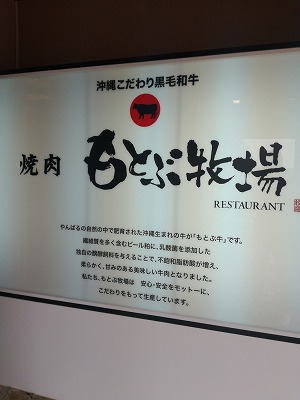 沖縄こだわり黒毛和牛
焼肉 もとぶ牧場
RESTAURANT
やんばるの自然の中で肥育された沖縄生まれの牛が「もとぶ牛」です。
繊維質を多く含むビール粕に、乳酸菌を添加した
独自の醗酵飼料を与えることで、不飽和脂肪酸が増え、
柔らかく、甘みのある美味しい牛肉となりました。
私たち、もとぶ牧場は 安心・安全をモットーに、
こだわりをもって生産しています。